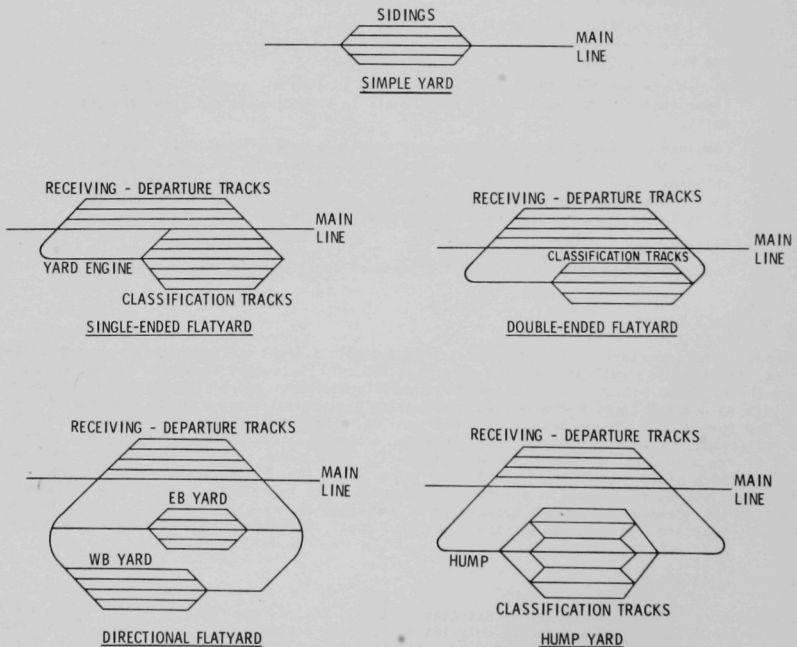 SIDINGS
MAIN
LINE
SIMPLE YARD
RECEIVING - DEPARTURE TRACKS
MAIN
LINE
YARD ENGINE
CLASSIFICATION TRACKS
SINGLE-ENDED FLATYARD
RECEIVING - DEPARTURE TRACKS
MAIN
LINE
CLASSIFICATION TRACKS
DOUBLE-ENDED FLATYARD
RECEIVING - DEPARTURE TRACKS
MAIN
LINE
EB YARD
WB YARD
DIRECTIONAL FLATYARD
RECEIVING - DEPARTURE TRACKS
MAIN
LINE
HUMP
CLASSIFICATION TRACKS
HUMP YARD